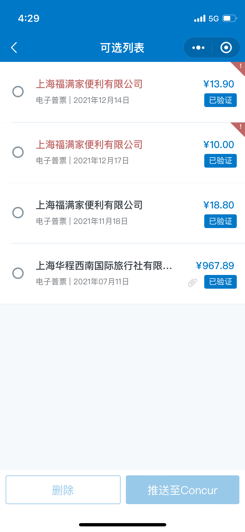 4:29
5G
可选列表
上海福满家便利有限公司
¥13.90
电子普票 | 2021年12月14日
已验证
上海福满家便利有限公司
¥10.00
电子普票 | 2021年12月17日
已验证
上海福满家便利有限公司
¥18.80
电子普票 | 2021年11月18日
已验证
上海华程西南国际旅行社有限...
¥967.89
电子普票 | 2021年07月11日
已验证
删除
推送至Concur